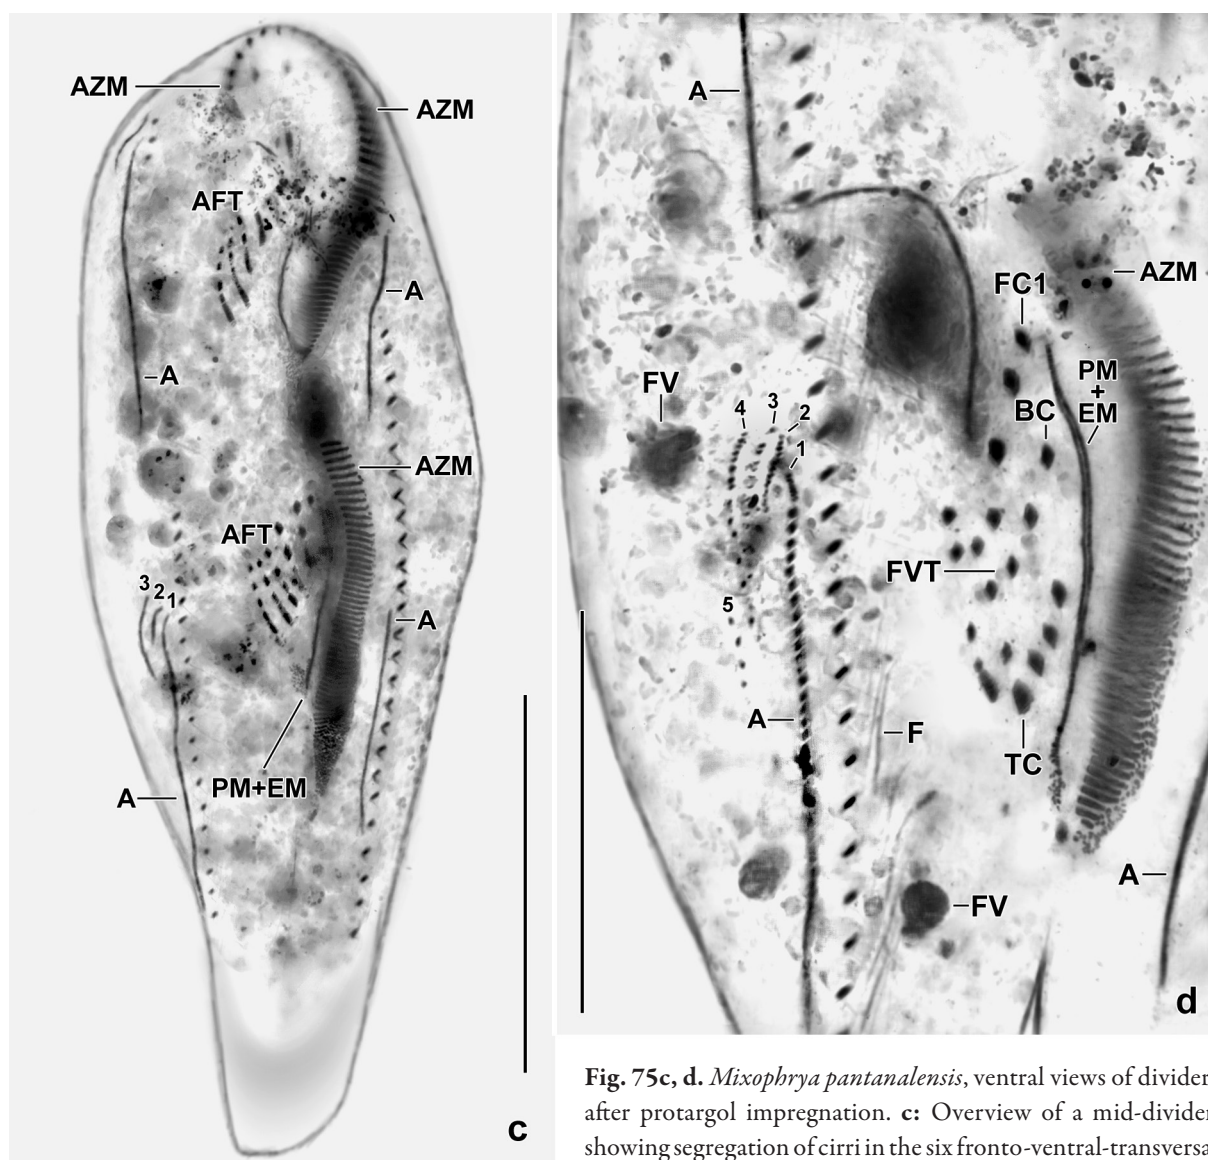 AZM
AZM
AFT
A
A
AZM
AFT
3 2 1
A
PM+EM
A
c
A
AZM
FC1
PM
+
EM
FV
BC
4 3 2
1
FVT
5
A
F
TC
A
FV
d
Fig. 75c, d. Mixophrya pantanalensis, ventral views of divider
after protargol impregnation. c: Overview of a mid-divider
showing segregation of cirri in the six fronto-ventral-transversa